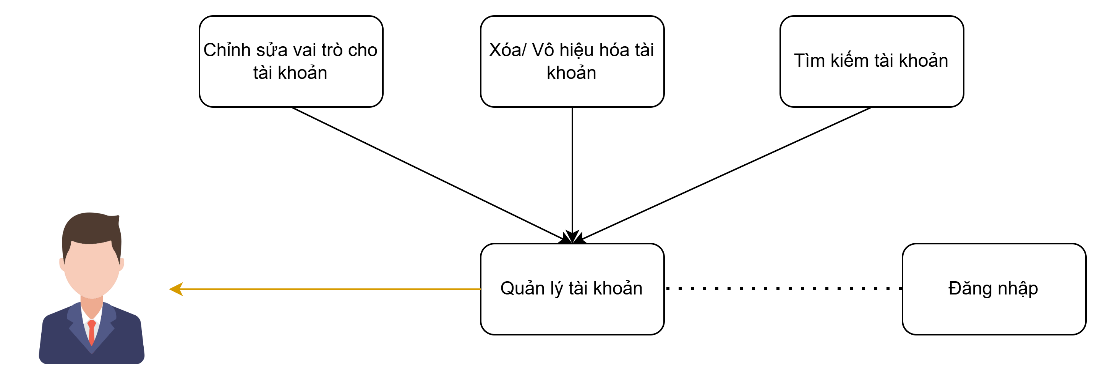 Chỉnh sửa vai trò cho
tài khoản
Xóa/ Vô hiệu hóa tài
khoản
Tìm kiếm tài khoản
Quản lý tài khoản
Đăng nhập